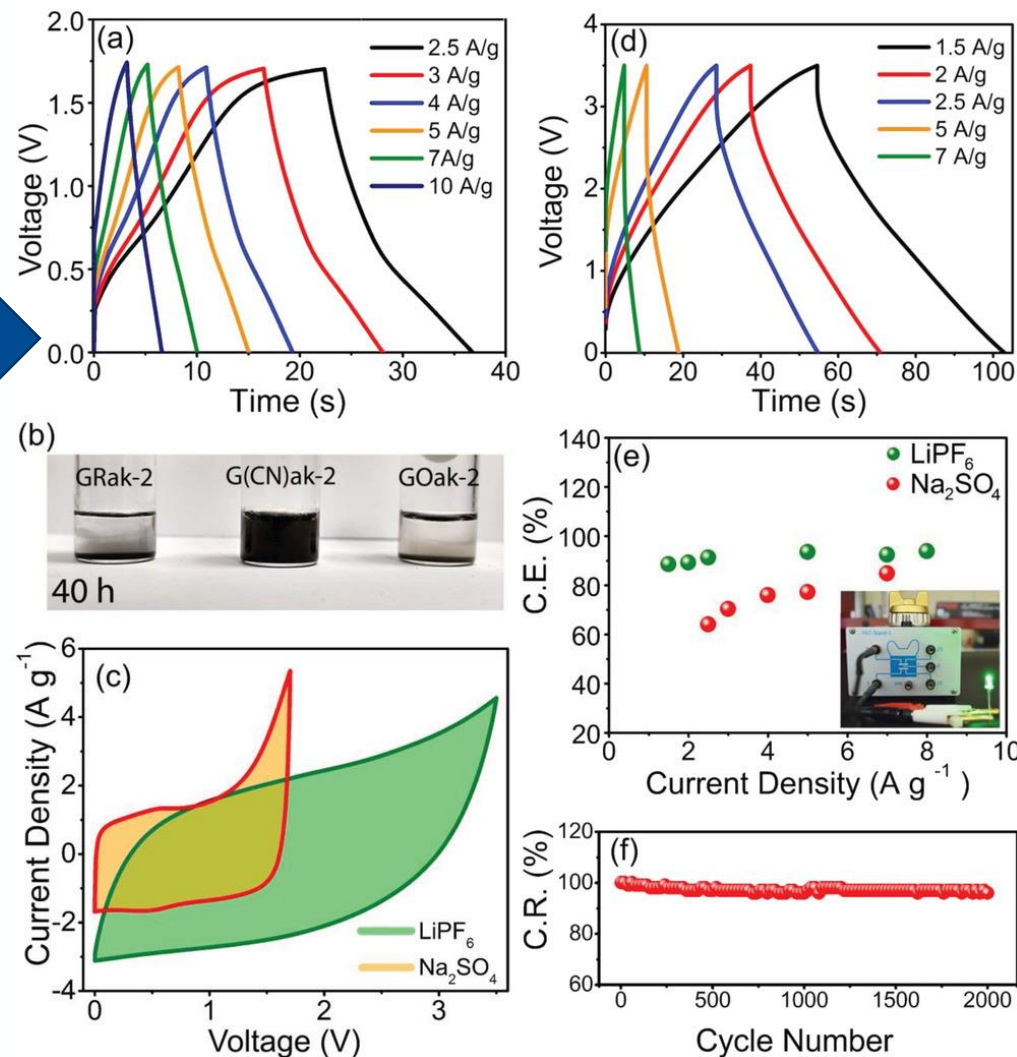 (a)
2.5 A/g
3 A/g
4 A/g
5 A/g
7A/g
10 A/g
2.0
1.5
1.0
0.5
0.0
Voltage (V)
0 10 20 30 40
Time (s)
(d)
1.5 A/g
2 A/g
2.5 A/g
5 A/g
7 A/g
4
3
2
1
0
Voltage (V)
0 20 40 60 80 100
Time (s)
(b)
GRak-2
G(CN)ak-2
GOak-2
40 h
(c)
6
4
2
0
-2
-4
Current Density (A g⁻¹)
LiPF₆
Na₂SO₄
0 1 2 3
Voltage (V)
(e)
LiPF₆
Na₂SO₄
140
120
100
80
60
40
20
C.E. (%)
0 2 4 6 8 10
Current Density (A g⁻¹)
(f)
120
100
80
60
C.R. (%)
0 500 1000 1500 2000
Cycle Number